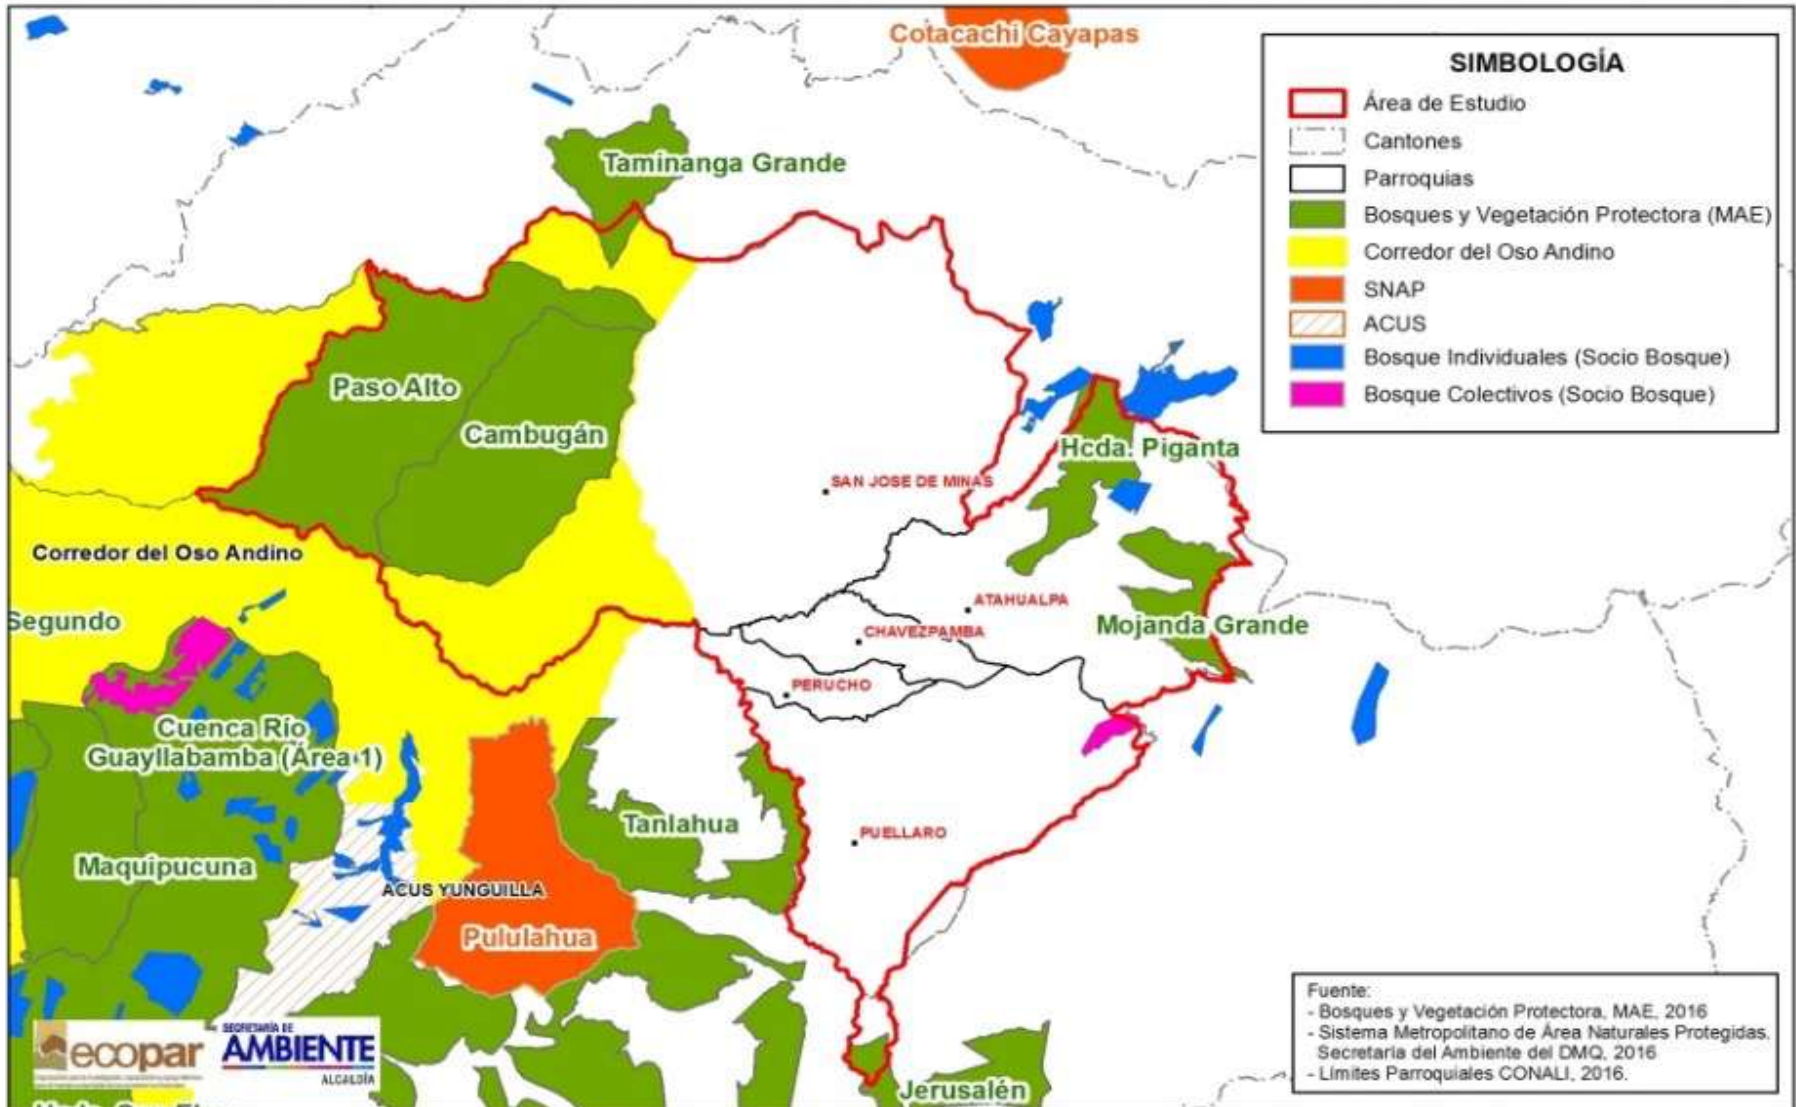 Cotacachi Cayapas
SIMBOLOGÍA
Área de Estudio
Cantones
Parroquias
Bosques y Vegetación Protectora (MAE)
Corredor del Oso Andino
SNAP
ACUS
Bosque Individuales (Socio Bosque)
Bosque Colectivos (Socio Bosque)
Taminanga Grande
Paso Alto
Cambugán
Hcda. Piganta
SAN JOSE DE MINAS
Corredor del Oso Andino
Segundo
ATAHUALPA
CHAVEZPAMBA
Mojanda Grande
PERUCHO
Cuenca Río
Guayllabamba (Área 1)
Tanlahua
PUELLARO
Maquipucuna
ACUS YUNGUILLA
Pululahua
Fuente:
- Bosques y Vegetación Protectora, MAE, 2016
- Sistema Metropolitano de Área Naturales Protegidas.
Secretaría del Ambiente del DMQ, 2016
- Límites Parroquiales CONALI, 2016.
ecopar
SECRETARÍA DE
AMBIENTE
ALCALDÍA
Jerusalén